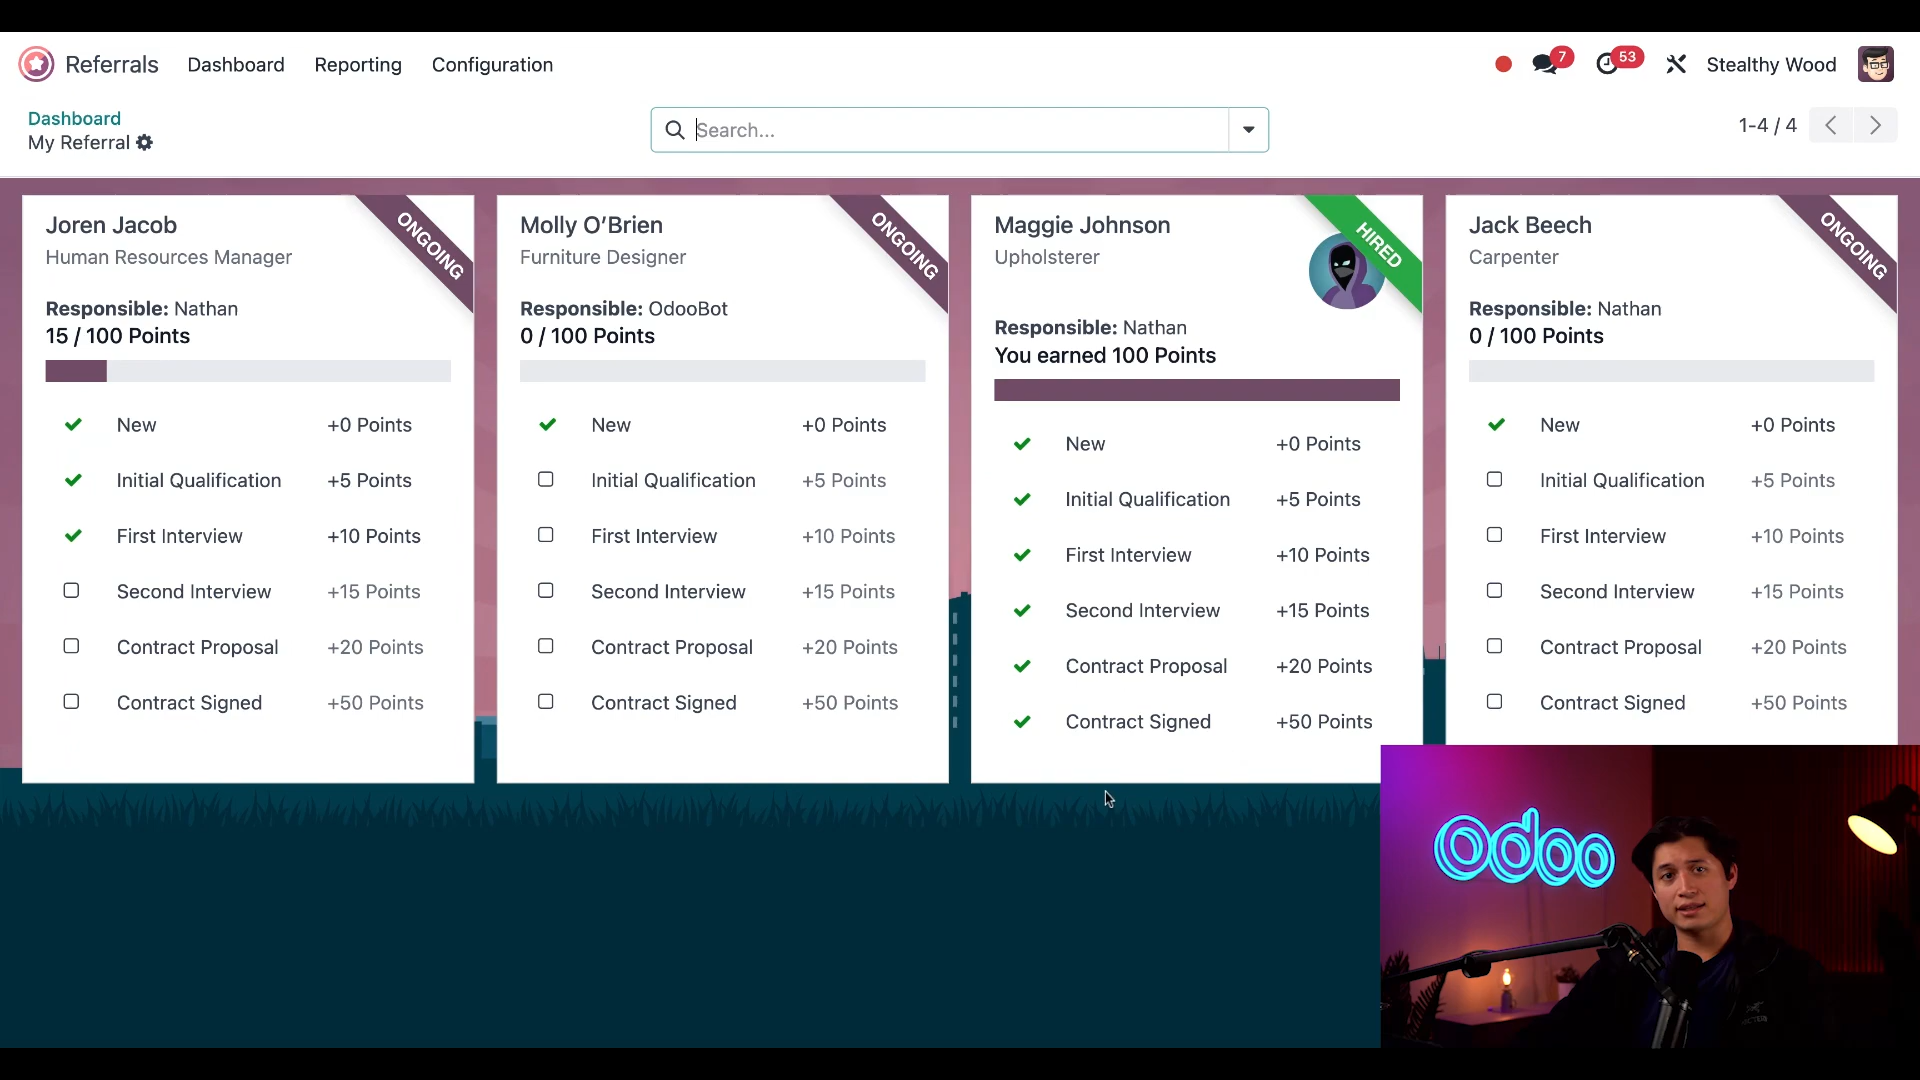 Referrals Dashboard Reporting Configuration 7 53 Stealthy Wood
Dashboard
My Referral
Search...
1-4 / 4
Joren Jacob
Human Resources Manager
ONGOING
Responsible: Nathan
15 / 100 Points
New +0 Points
Initial Qualification +5 Points
First Interview +10 Points
Second Interview +15 Points
Contract Proposal +20 Points
Contract Signed +50 Points
Molly O’Brien
Furniture Designer
ONGOING
Responsible: OdooBot
0 / 100 Points
New +0 Points
Initial Qualification +5 Points
First Interview +10 Points
Second Interview +15 Points
Contract Proposal +20 Points
Contract Signed +50 Points
Maggie Johnson
Upholsterer
HIRED
Responsible: Nathan
You earned 100 Points
New +0 Points
Initial Qualification +5 Points
First Interview +10 Points
Second Interview +15 Points
Contract Proposal +20 Points
Contract Signed +50 Points
Jack Beech
Carpenter
ONGOING
Responsible: Nathan
0 / 100 Points
New +0 Points
Initial Qualification +5 Points
First Interview +10 Points
Second Interview +15 Points
Contract Proposal +20 Points
Contract Signed +50 Points
odoo